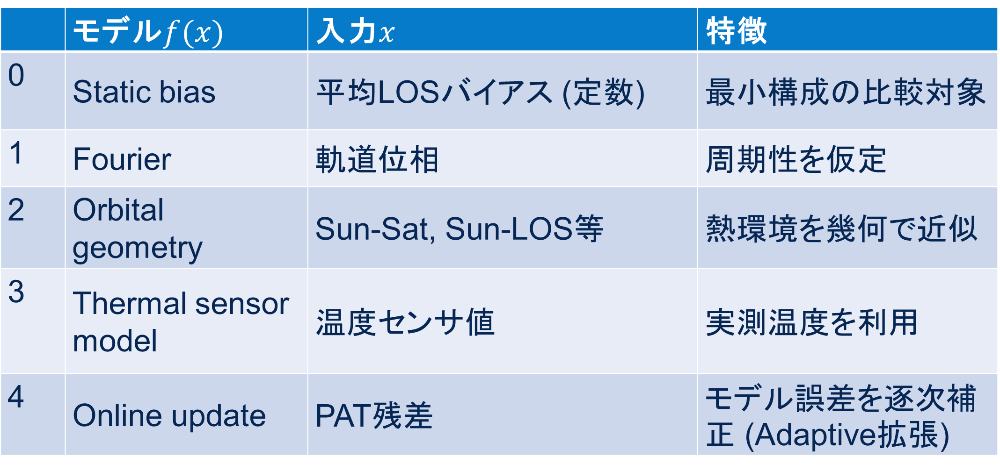 モデルf(x) 入力x 特徴
0 Static bias 平均LOSバイアス (定数) 最小構成の比較対象
1 Fourier 軌道位相 周期性を仮定
2 Orbital
geometry Sun-Sat, Sun-LOS等 熱環境を幾何で近似
3 Thermal sensor
model 温度センサ値 実測温度を利用
4 Online update PAT残差 モデル誤差を逐次補
正 (Adaptive拡張)